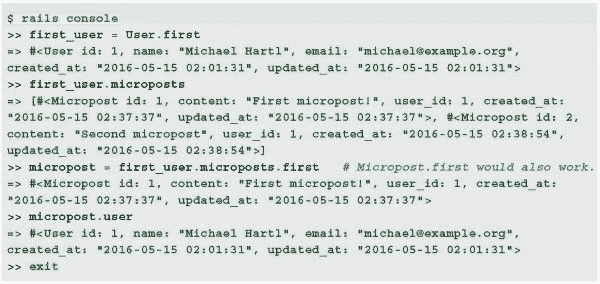 $ rails console
>> first_user = User.first
=> #<User id: 1, name: "Michael Hartl", email: "michael@example.org",
created_at: "2016-05-15 02:01:31", updated_at: "2016-05-15 02:01:31">
>> first_user.microposts
=> [#<Micropost id: 1, content: "First micropost!", user_id: 1, created_at:
"2016-05-15 02:37:37", updated_at: "2016-05-15 02:37:37">, #<Micropost id: 2,
content: "Second micropost", user_id: 1, created_at: "2016-05-15 02:38:54",
updated_at: "2016-05-15 02:38:54">]
>> micropost = first_user.microposts.first   # Micropost.first would also work.
=> #<Micropost id: 1, content: "First micropost!", user_id: 1, created_at:
"2016-05-15 02:37:37", updated_at: "2016-05-15 02:37:37">
>> micropost.user
=> #<User id: 1, name: "Michael Hartl", email: "michael@example.org",
created_at: "2016-05-15 02:01:31", updated_at: "2016-05-15 02:01:31">
>> exit